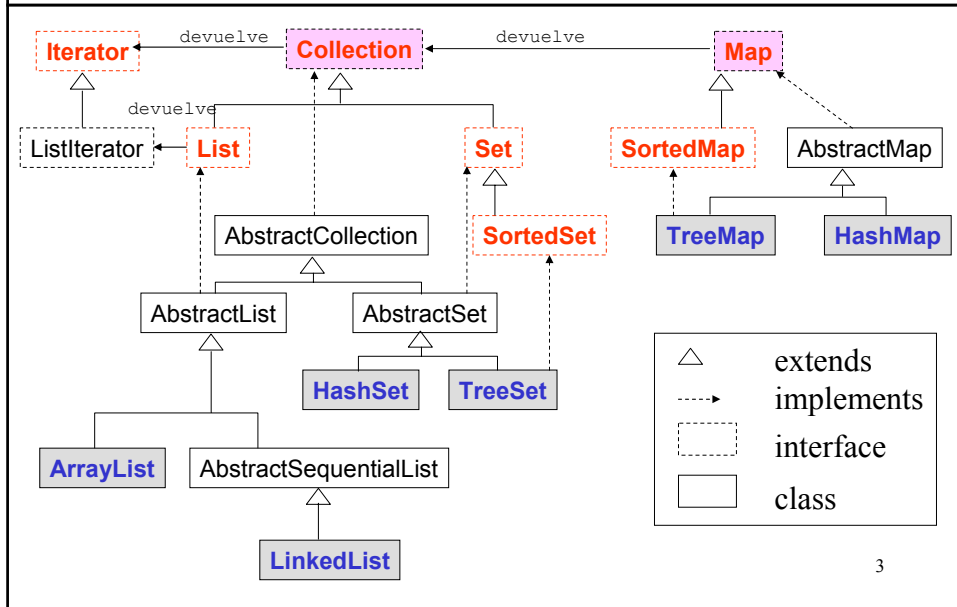 devuelve
devuelve
Iterator
Collection
Map
devuelve
ListIterator
List
Set
SortedMap
AbstractMap
AbstractCollection
SortedSet
TreeMap
HashMap
AbstractList
AbstractSet
HashSet
TreeSet
ArrayList
AbstractSequentialList
LinkedList
extends
implements
interface
class
3